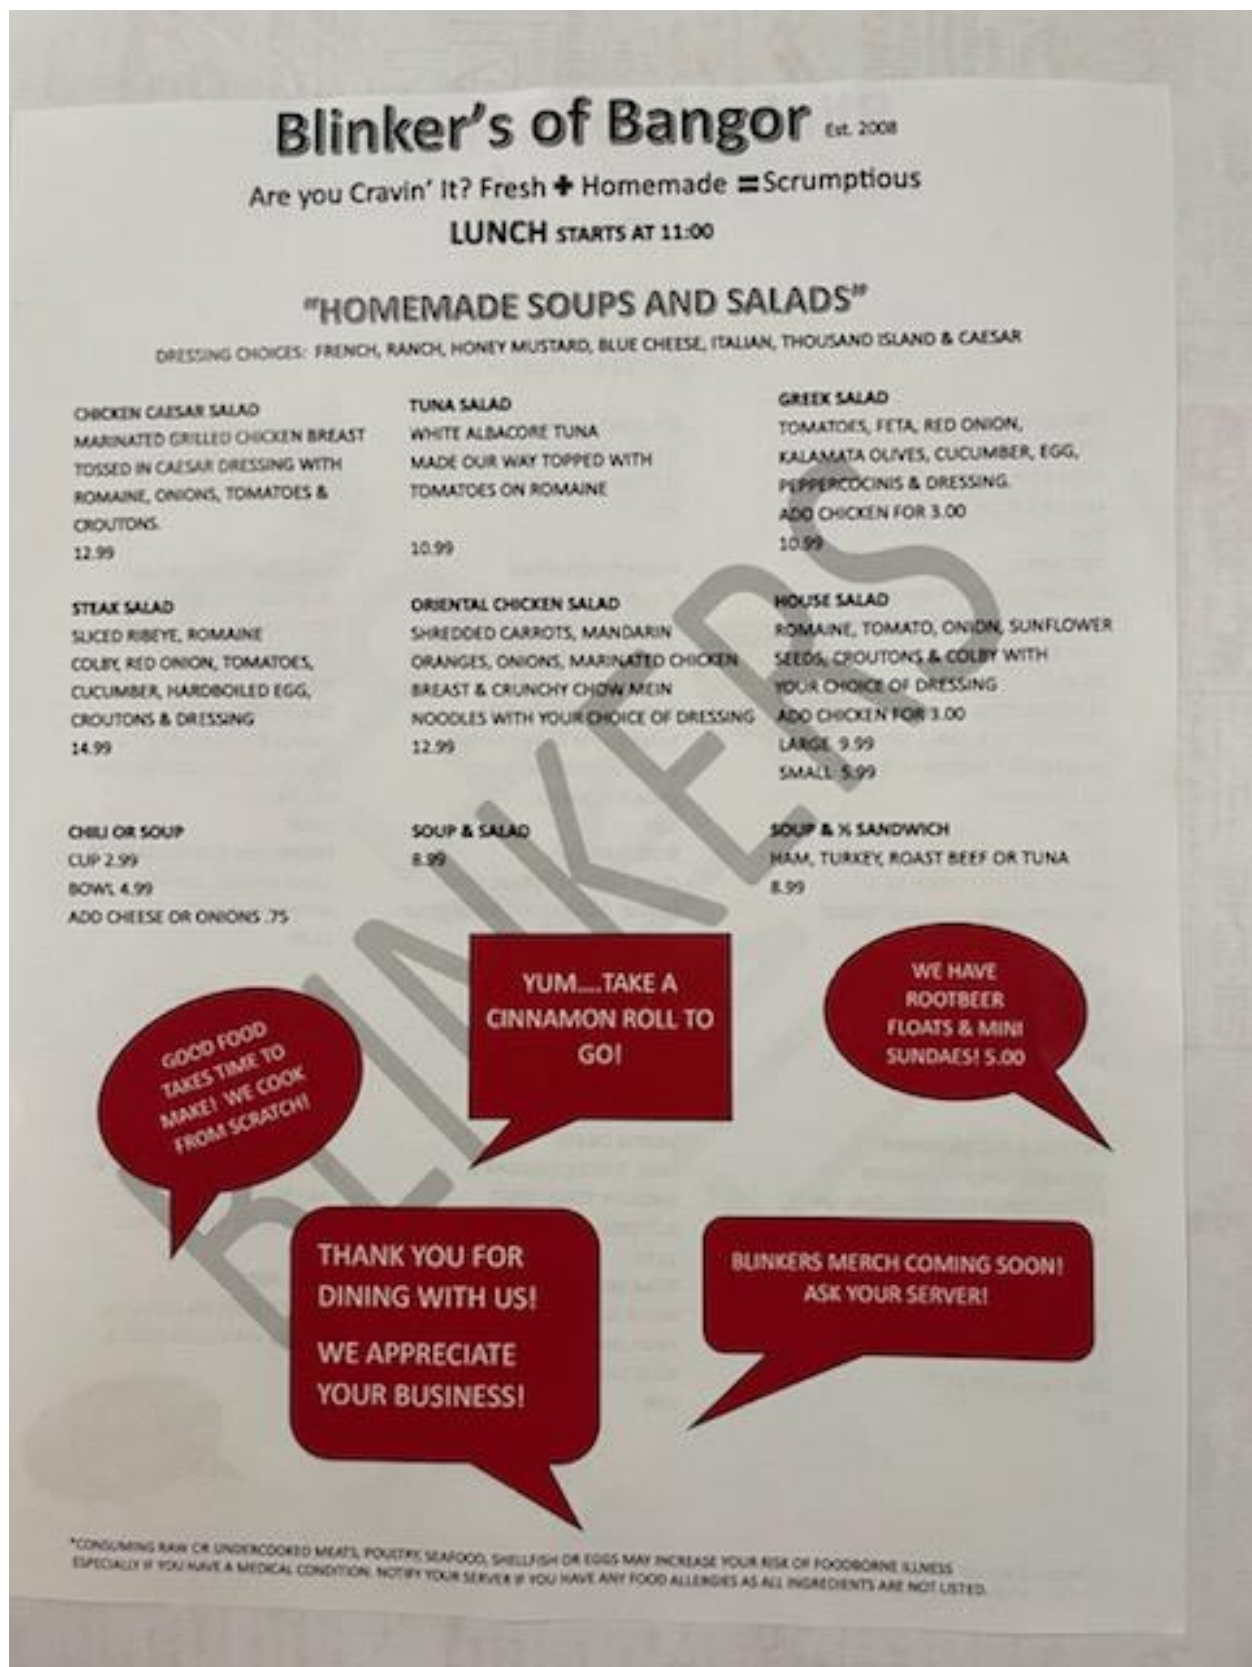 Blinker's of Bangor Est. 2008
Are you Cravin' It? Fresh + Homemade = Scrumptious
LUNCH STARTS AT 11:00
"HOMEMADE SOUPS AND SALADS"
DRESSING CHOICES: FRENCH, RANCH, HONEY MUSTARD, BLUE CHEESE, ITALIAN, THOUSAND ISLAND & CAESAR
CHICKEN CAESAR SALAD
MARINATED GRILLED CHICKEN BREAST
TOSSED IN CAESAR DRESSING WITH
ROMAINE, ONIONS, TOMATOES &
CROUTONS.
12.99
TUNA SALAD
WHITE ALBACORE TUNA
MADE OUR WAY TOPPED WITH
TOMATOES ON ROMAINE
10.99
GREEK SALAD
TOMATOES, FETA, RED ONION,
KALAMATA OLIVES, CUCUMBER, EGG,
PEPPERCOCINIS & DRESSING.
ADD CHICKEN FOR 3.00
10.99
STEAK SALAD
SLICED RIBEYE, ROMAINE
COLBY, RED ONION, TOMATOES,
CUCUMBER, HARDBOILED EGG,
CROUTONS & DRESSING
14.99
ORIENTAL CHICKEN SALAD
SHREDDED CARROTS, MANDARIN
ORANGES, ONIONS, MARINATED CHICKEN
BREAST & CRUNCHY CHOW MEIN
NOODLES WITH YOUR CHOICE OF DRESSING
12.99
HOUSE SALAD
ROMAINE, TOMATO, ONION, SUNFLOWER
SEEDS, CROUTONS & COLBY WITH
YOUR CHOICE OF DRESSING
ADD CHICKEN FOR 3.00
LARGE 9.99
SMALL 5.99
CHILI OR SOUP
CUP 2.99
BOWL 4.99
ADD CHEESE OR ONIONS .75
SOUP & SALAD
8.99
SOUP & ½ SANDWICH
HAM, TURKEY, ROAST BEEF OR TUNA
8.99
BLINKERS
GOOD FOOD
TAKES TIME TO
MAKE! WE COOK
FROM SCRATCH!
YUM....TAKE A
CINNAMON ROLL TO
GO!
WE HAVE
ROOTBEER
FLOATS & MINI
SUNDAES! 5.00
THANK YOU FOR
DINING WITH US!
WE APPRECIATE
YOUR BUSINESS!
BLINKERS MERCH COMING SOON!
ASK YOUR SERVER!
*CONSUMING RAW OR UNDERCOOKED MEATS, POULTRY, SEAFOOD, SHELLFISH OR EGGS MAY INCREASE YOUR RISK OF FOODBORNE ILLNESS
ESPECIALLY IF YOU HAVE A MEDICAL CONDITION. NOTIFY YOUR SERVER IF YOU HAVE ANY FOOD ALLERGIES AS ALL INGREDIENTS ARE NOT LISTED.